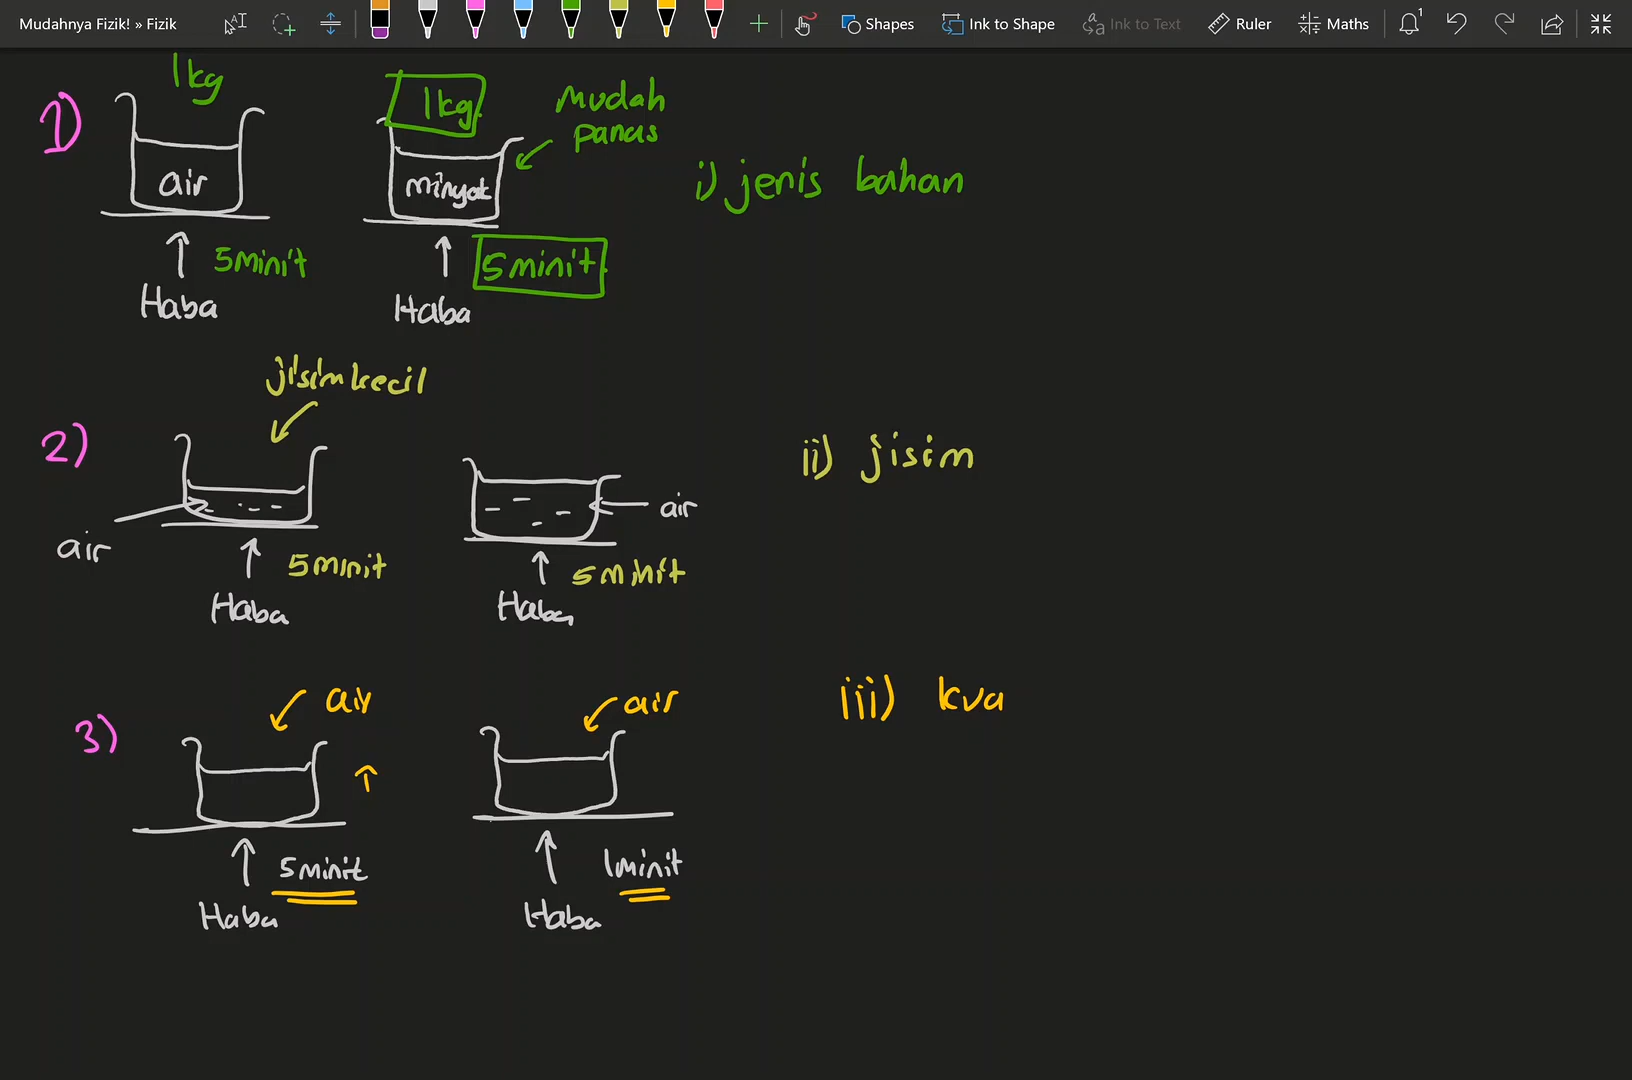 Mudahnya Fizik! » Fizik
Shapes
Ink to Shape
Ink to Text
Ruler
Maths
1
1)
1kg
air
5minit
Haba
1kg
minyak
Mudah
panas
5minit
Haba
i) jenis bahan
2)
jisim kecil
air
5minit
Haba
air
5minit
Haba
ii) jisim
3)
air
5minit
Haba
air
1minit
Haba
iii) kua